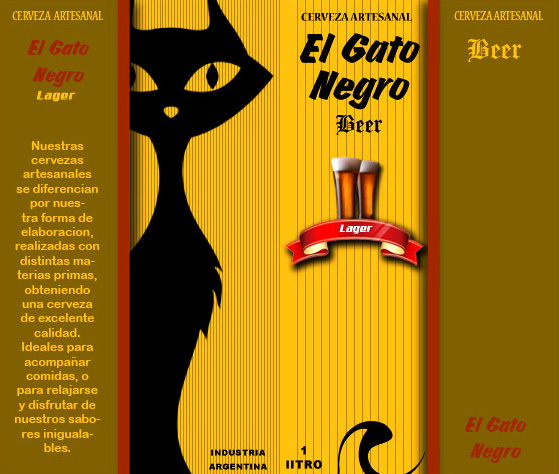 CERVEZA ARTESANAL
El Gato
Negro
Lager
Nuestras
cervezas
artesanales
se diferencian
por nues-
tra forma de
elaboracion,
realizadas con
distintas ma-
terias primas,
obteniendo
una cerveza
de excelente
calidad.
Ideales para
acompañar
comidas, o
para relajarse
y disfrutar de
nuestros sabo-
res iniguala-
bles.
CERVEZA ARTESANAL
El Gato
Negro
Beer
Lager
INDUSTRIA
ARGENTINA
1
lITRO
CERVEZA ARTESANAL
Beer
El Gato
Negro